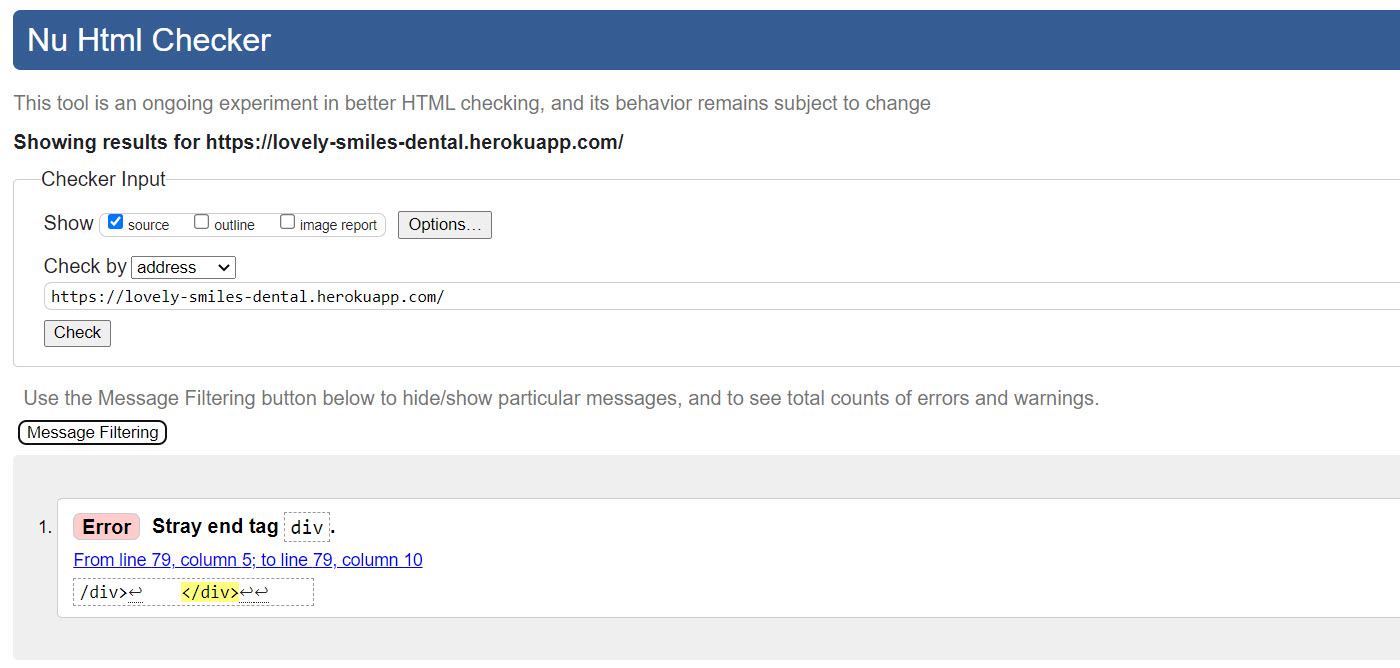 Nu Html Checker
This tool is an ongoing experiment in better HTML checking, and its behavior remains subject to change
Showing results for https://lovely-smiles-dental.herokuapp.com/
Checker Input
Show source outline image report Options…
Check by address
https://lovely-smiles-dental.herokuapp.com/
Check
Use the Message Filtering button below to hide/show particular messages, and to see total counts of errors and warnings.
Message Filtering
1. Error Stray end tag div.
From line 79, column 5; to line 79, column 10
/div>↩    </div>↩↩